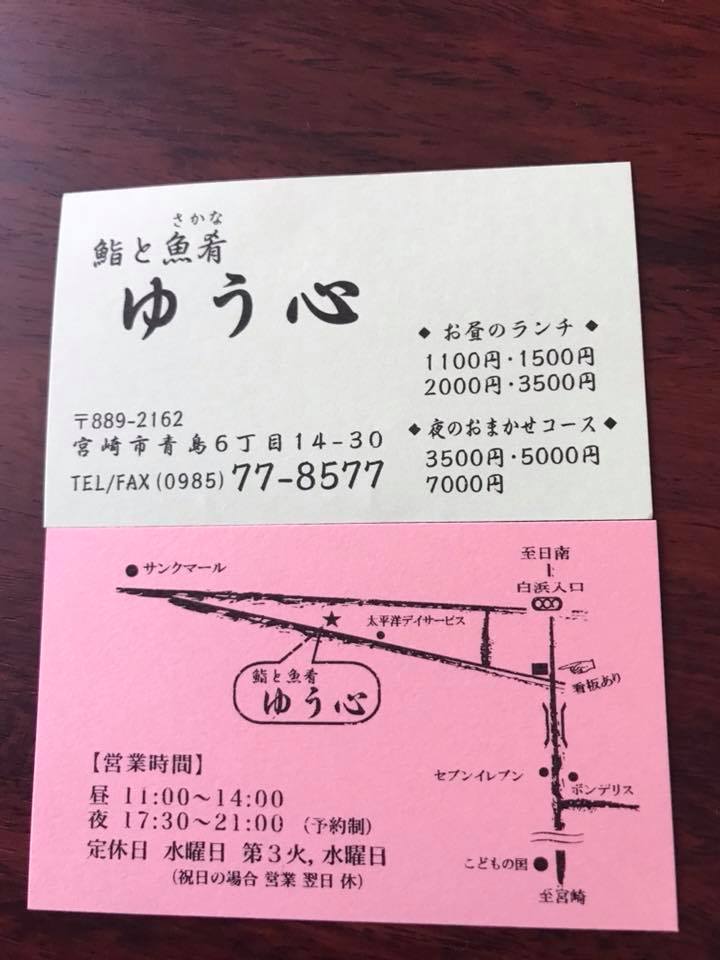 さかな
鮨と魚肴
ゆう心
◆ お昼のランチ ◆
1100円・1500円
2000円・3500円
◆夜のおまかせコース◆
3500円・5000円
7000円
〒889-2162
宮崎市青島6丁目14-30
TEL/FAX(0985)77-8577
サンクマール
至日南
白浜入口
太平洋デイサービス
鮨と魚肴
ゆう心
看板あり
セブンイレブン
ボンデリス
こどもの国
至宮崎
【営業時間】
昼 11:00～14:00
夜 17:30～21:00 (予約制)
定休日 水曜日 第3火,水曜日
(祝日の場合 営業 翌日 休)